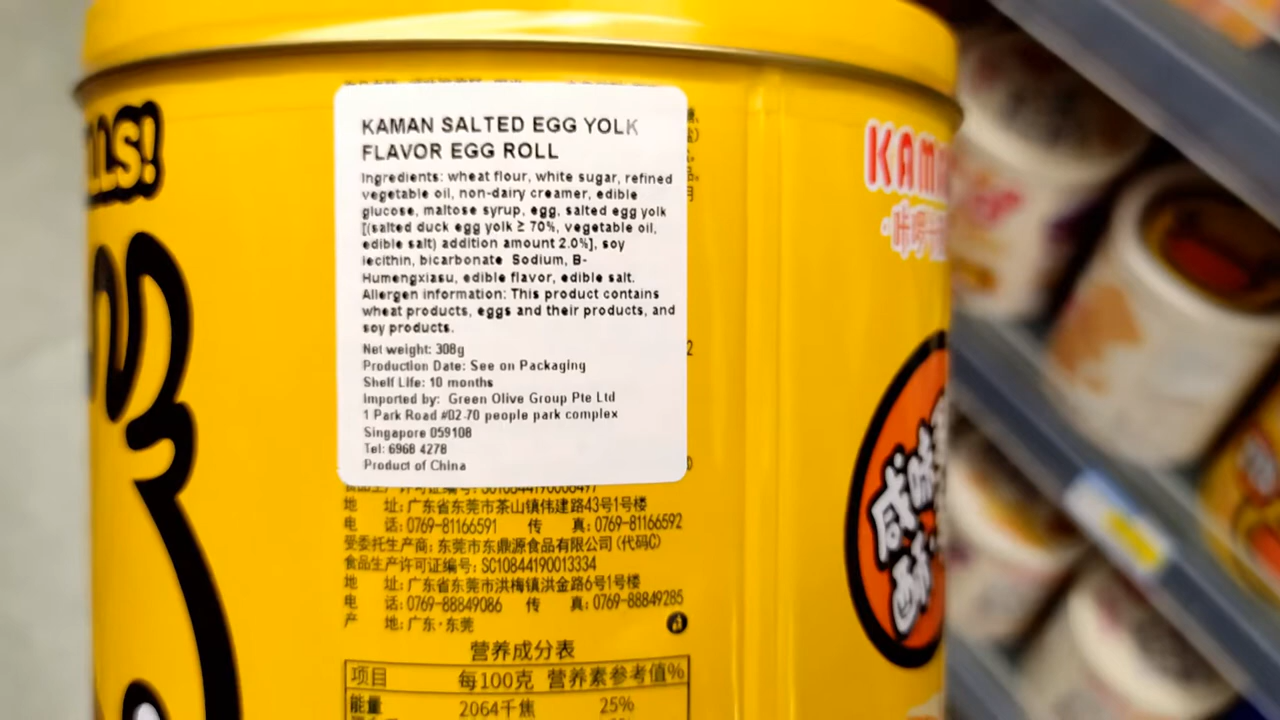 LLS!
KAMAN SALTED EGG YOLK
FLAVOR EGG ROLL
Ingredients: wheat flour, white sugar, refined
vegetable oil, non-dairy creamer, edible
glucose, maltose syrup, egg, salted egg yolk
[(salted duck egg yolk ≥ 70%, vegetable oil,
edible salt) addition amount 2.0%], soy
lecithin, bicarbonate Sodium, B-
Humengxiasu, edible flavor, edible salt.
Allergen information: This product contains
wheat products, eggs and their products, and
soy products.
Net weight: 308g
Production Date: See on Packaging
Shelf Life: 10 months
Imported by: Green Olive Group Pte Ltd
1 Park Road #02-70 people park complex
Singapore 059108
Tel: 6968 4278
Product of China
地 址: 广东省东莞市茶山镇伟建路43号1号楼
电 话: 0769-81166591 传 真: 0769-81166592
受委托生产商: 东莞市东鼎源食品有限公司(代码C)
食品生产许可证编号: SC10844190013334
地 址: 广东省东莞市洪梅镇洪金路6号1号楼
电 话: 0769-88849086 传 真: 0769-88849285
产 地: 广东·东莞
营养成分表
项目 每100克 营养素参考值%
能量 2064千焦 25%
KAM
咔啰
咸
酥